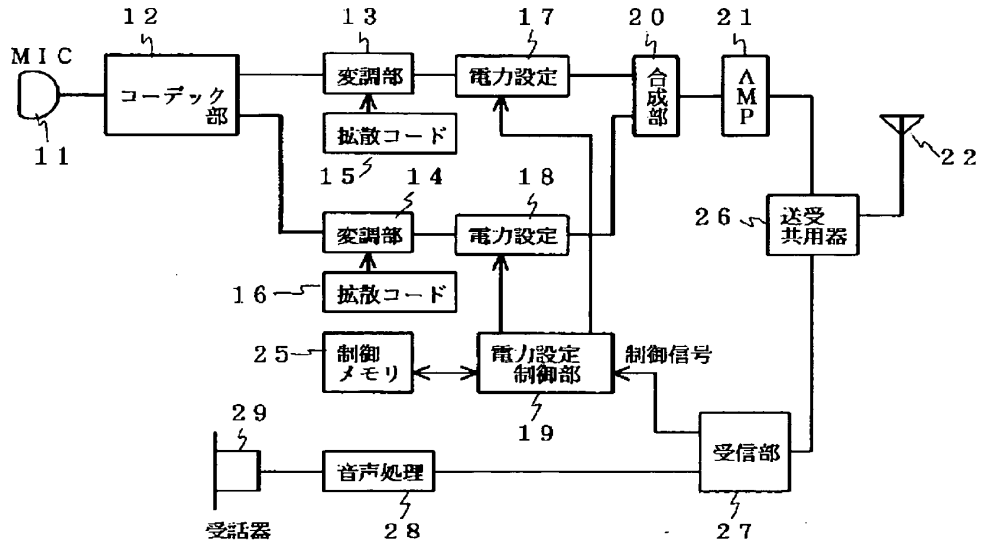 MIC
11
12
コーデック部
13
変調部
拡散コード
15
17
電力設定
20
合成部
21
AMP
22
14
変調部
拡散コード
16
18
電力設定
26
送受共用器
25
制御メモリ
電力設定制御部
19
制御信号
受信部
27
29
受話器
音声処理
28